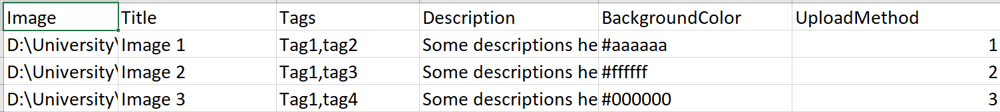 Image Title Tags Description BackgroundColor UploadMethod
D:\University\ Image 1 Tag1,tag2 Some descriptions he #aaaaaa 1
D:\University\ Image 2 Tag1,tag3 Some descriptions he #ffffff 2
D:\University\ Image 3 Tag1,tag4 Some descriptions he #000000 3